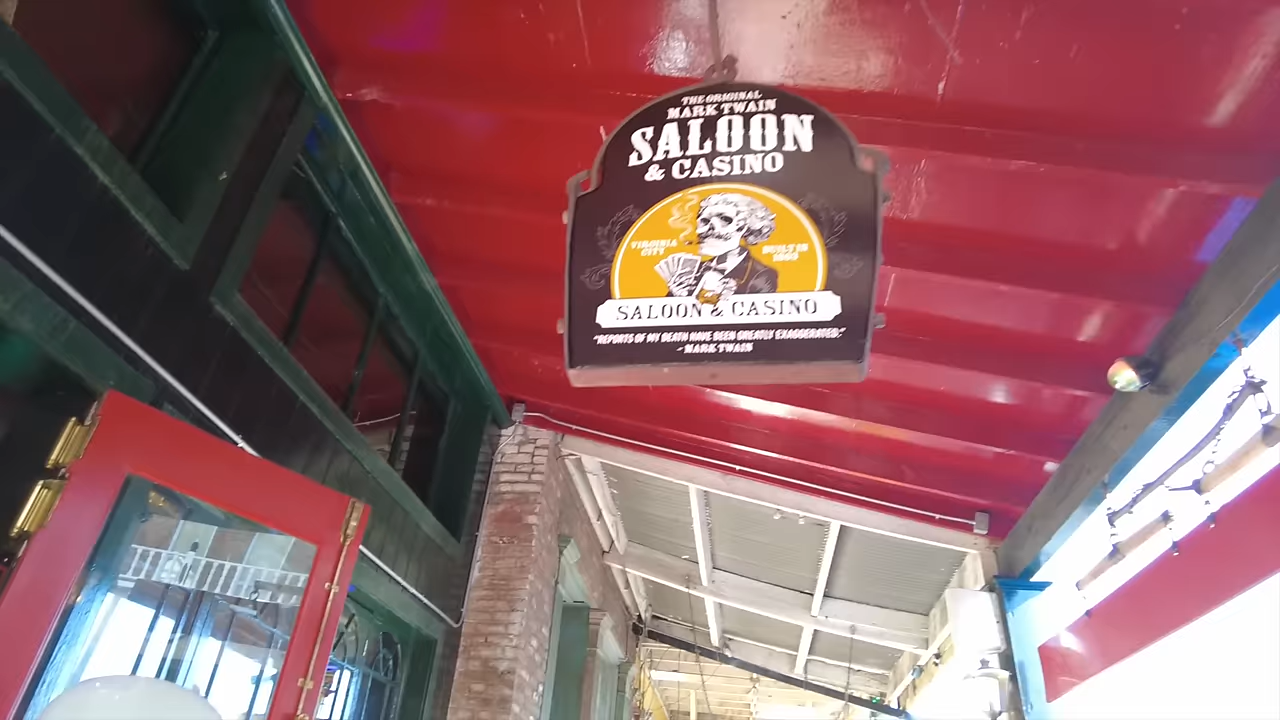 THE ORIGINAL
MARK TWAIN
SALOON
& CASINO
VIRGINIA
CITY
BUILT IN
SALOON & CASINO
"REPORTS OF MY DEATH HAVE BEEN GREATLY EXAGGERATED."
- MARK TWAIN